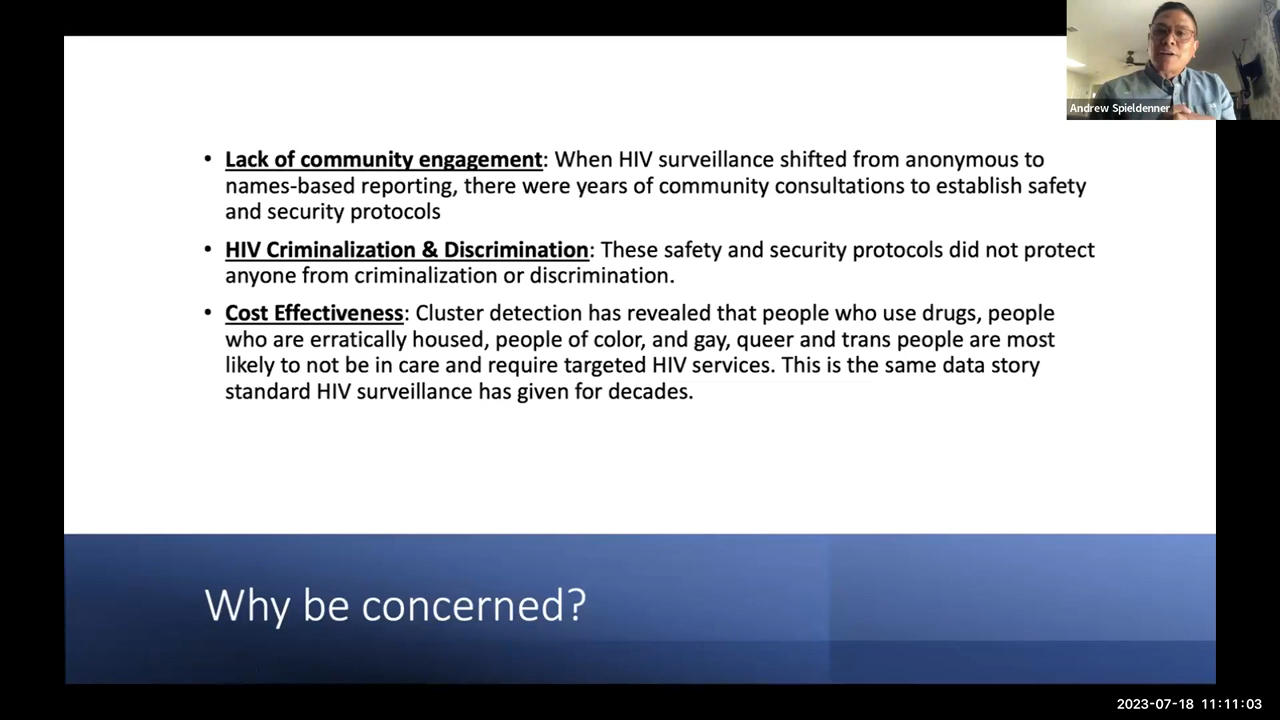 Andrew Spieldenner
• Lack of community engagement: When HIV surveillance shifted from anonymous to
names-based reporting, there were years of community consultations to establish safety
and security protocols
• HIV Criminalization & Discrimination: These safety and security protocols did not protect
anyone from criminalization or discrimination.
• Cost Effectiveness: Cluster detection has revealed that people who use drugs, people
who are erratically housed, people of color, and gay, queer and trans people are most
likely to not be in care and require targeted HIV services. This is the same data story
standard HIV surveillance has given for decades.
Why be concerned?
2023-07-18 11:11:03